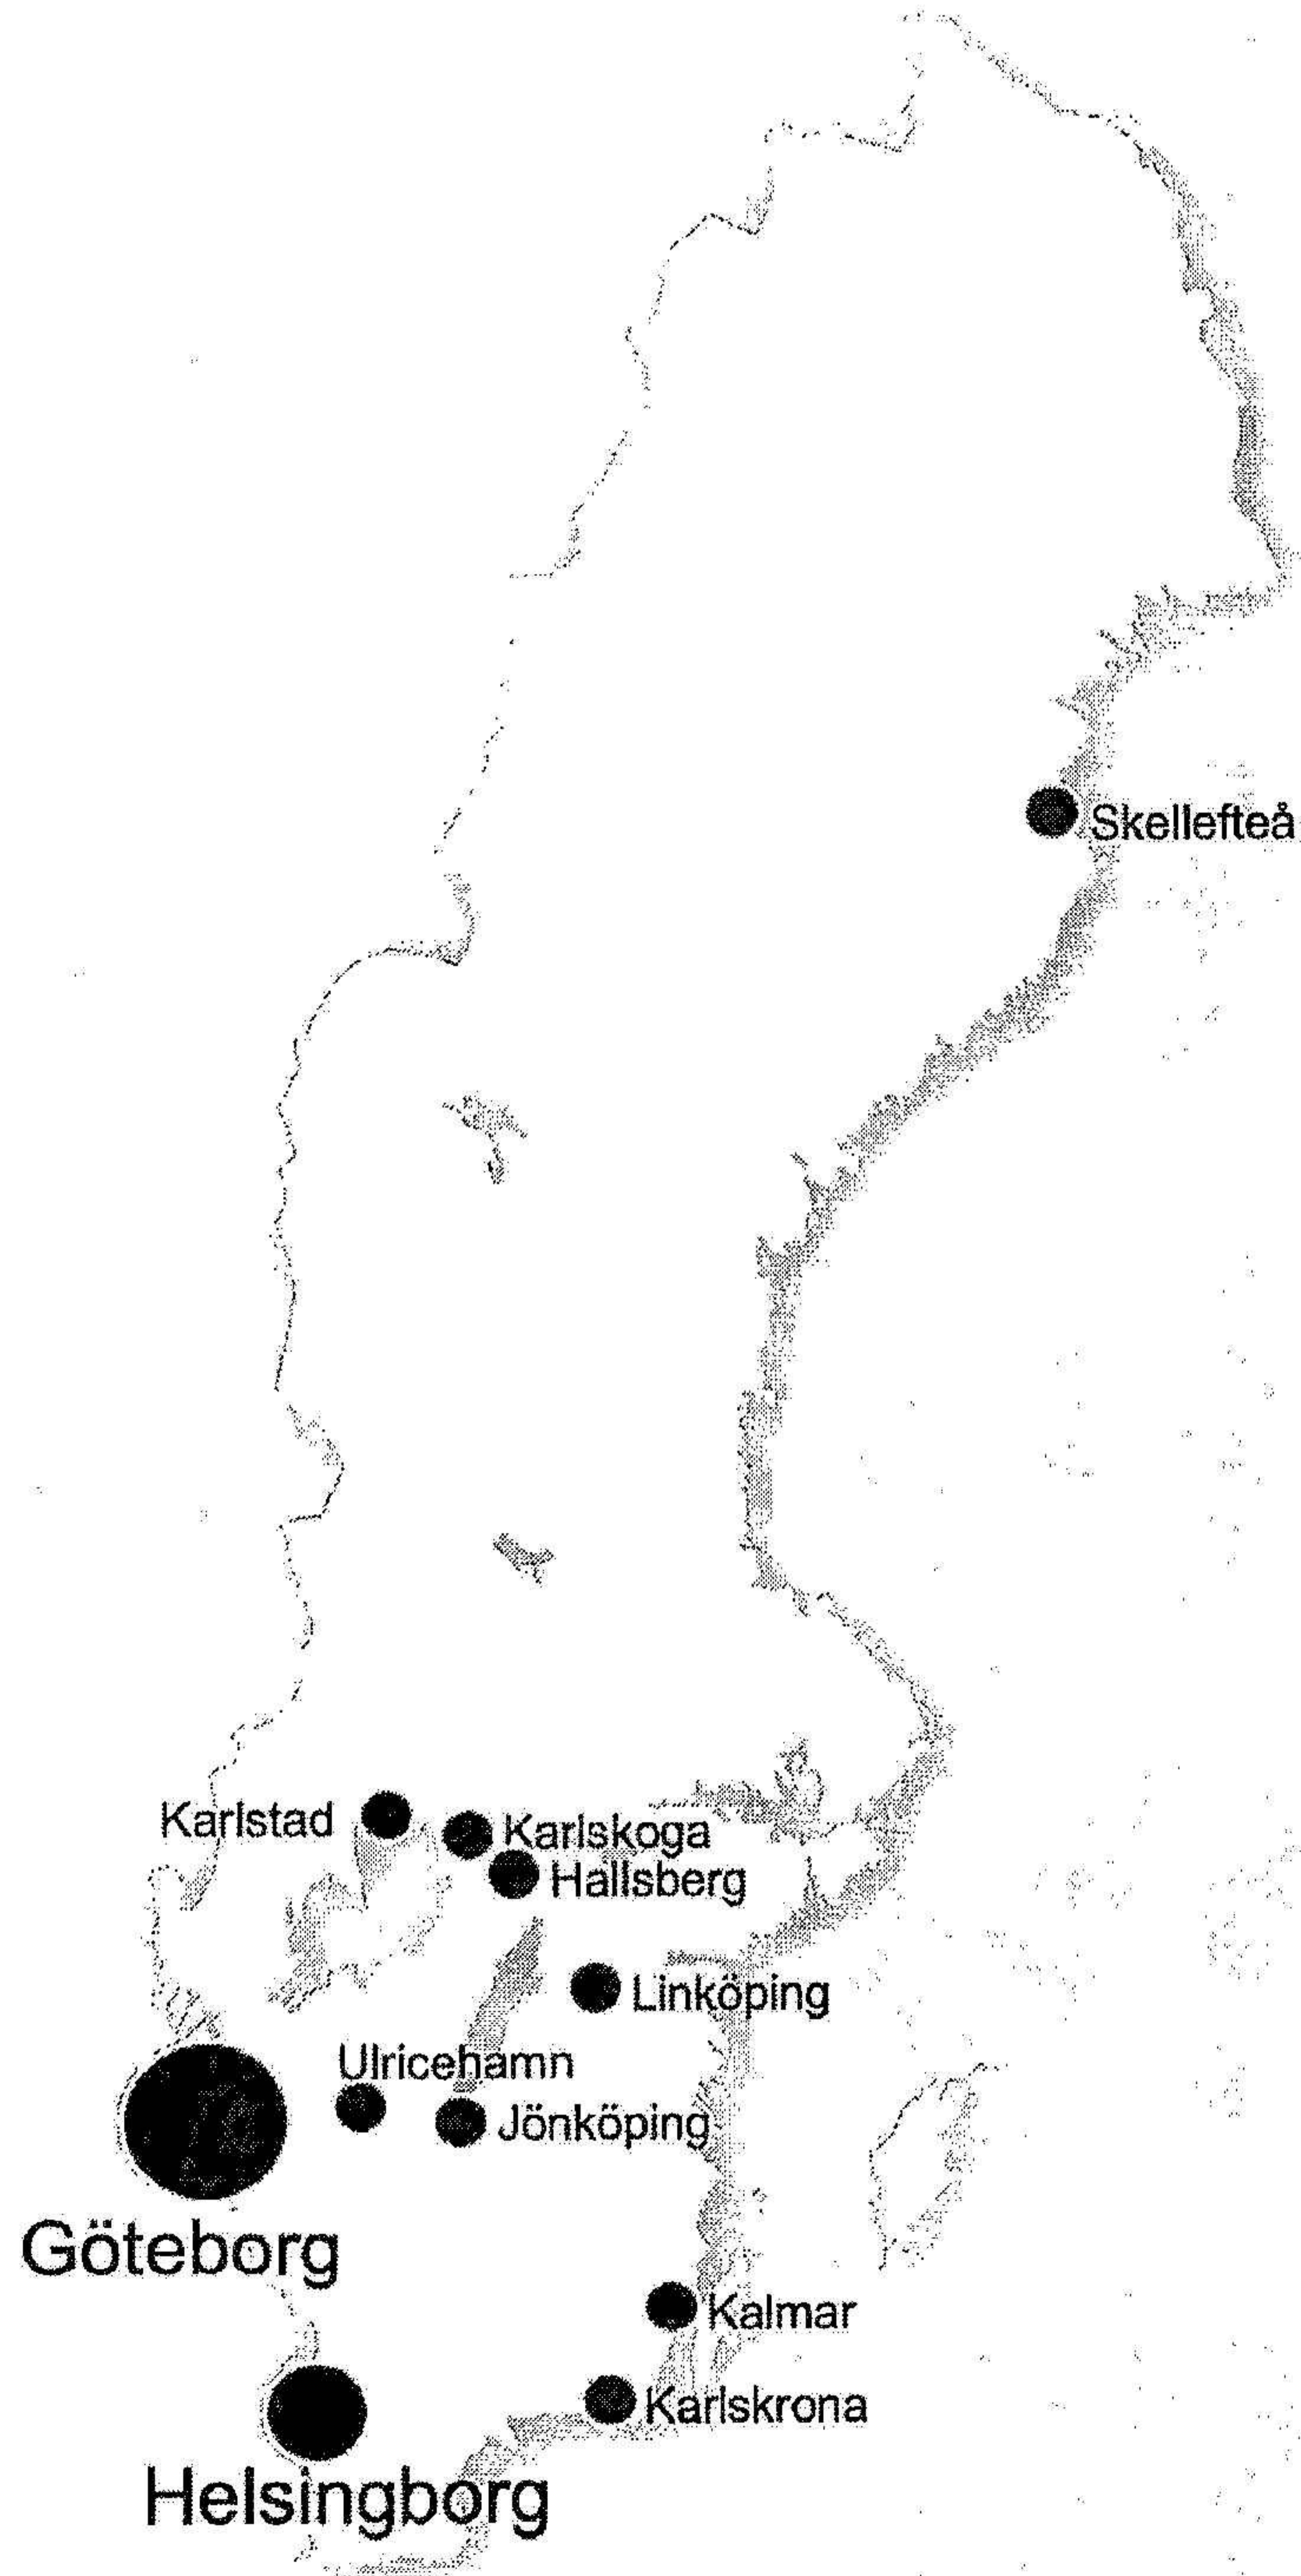 Skellefteå
Karlstad
Karlskoga
Hallsberg
Linköping
Ulricehamn
Jönköping
Göteborg
Kalmar
Karlskrona
Helsingborg